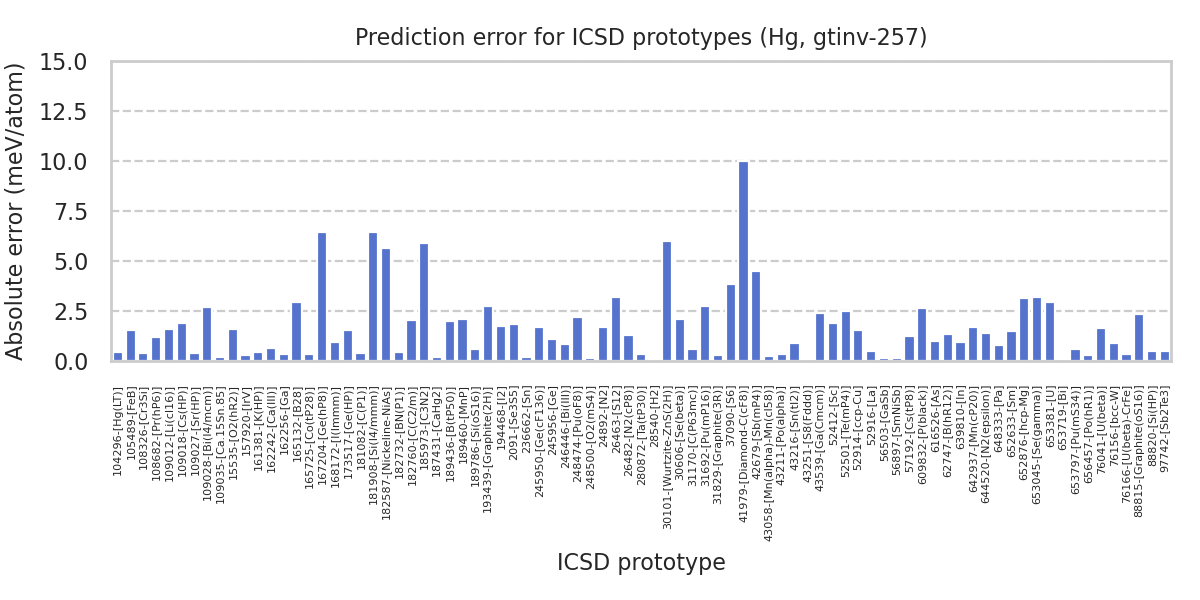 Prediction error for ICSD prototypes (Hg, gtinv-257)
Absolute error (meV/atom)
15.0
12.5
10.0
7.5
5.0
2.5
0.0
104296-[Hg(LT)]
105489-[FeB]
108326-[Cr3Si]
108682-[Pr(hP6)]
109012-[Li(cI16)]
109018-[Cs(HP)]
109027-[Sr(HP)]
109028-[Bi(I4/mcm)]
109035-[Ca.15Sn.85]
15535-[O2(hR2)]
157920-[IrV]
161381-[K(HP)]
162242-[Ca(III)]
162256-[Ga]
165132-[B28]
165725-[Co(tP28)]
167204-[Ge(hP8)]
168172-[I(Immm)]
173517-[Ge(HP)]
181082-[C(P1)]
181908-[Si(I4/mmm)]
182587-[Nickeline-NiAs]
182732-[BN(P1)]
182760-[C(C2/m)]
185973-[C3N2]
187431-[CaHg2]
189436-[B(tP50)]
189460-[MnP]
189786-[Si(oS16)]
193439-[Graphite(2H)]
194468-[I2]
2091-[Se3S5]
236662-[Sn]
245950-[Ge(cF136)]
245956-[Ge]
246446-[Bi(III)]
248474-[Pu(oF8)]
248500-[O2(mS4)]
24892-[N2]
26463-[S12]
26482-[N2(cP8)]
280872-[Ta(tP30)]
28540-[H2]
30101-[Wurtzite-ZnS(2H)]
30606-[Se(beta)]
31170-[C(P63mc)]
31692-[Pu(mP16)]
31829-[Graphite(3R)]
37090-[S6]
41979-[Diamond-C(cF8)]
42679-[Sb(mP4)]
43058-[Mn(alpha)-Mn(cI58)]
43211-[Po(alpha)]
43216-[Sn(tI2)]
43251-[S8(Fddd)]
43539-[Ga(Cmcm)]
52412-[Sc]
52501-[Te(mP4)]
52914-[ccp-Cu]
52916-[La]
56503-[GaSb]
56897-[SmNiSb]
57192-[Cs(tP8)]
609832-[P(black)]
616526-[As]
62747-[B(hR12)]
639810-[In]
642937-[Mn(cP20)]
644520-[N2(epsilon)]
648333-[Pa]
652633-[Sm]
652876-[hcp-Mg]
653045-[Se(gamma)]
653381-[U]
653719-[Bi]
653797-[Pu(mS34)]
656457-[Po(hR1)]
76041-[U(beta)]
76156-[bcc-W]
76166-[U(beta)-CrFe]
88815-[Graphite(oS16)]
88820-[Si(HP)]
97742-[Sb2Te3]
ICSD prototype